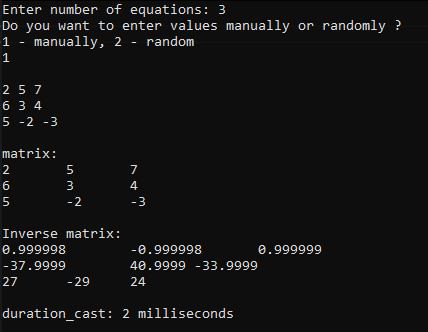 Enter number of equations: 3
Do you want to enter values manually or randomly ?
1 - manually, 2 - random
1
2 5 7
6 3 4
5 -2 -3
matrix:
2 5 7
6 3 4
5 -2 -3
Inverse matrix:
0.999998 -0.999998 0.999999
-37.9999 40.9999 -33.9999
27 -29 24
duration_cast: 2 milliseconds